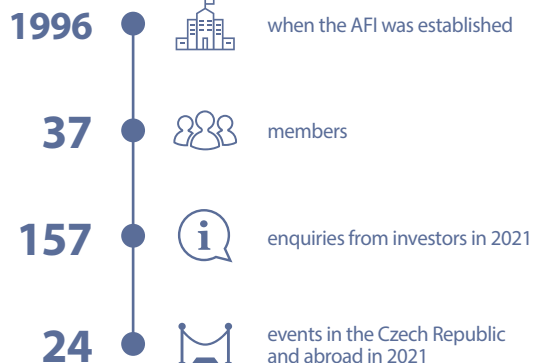 1996
when the AFI was established
37
members
i
157
enquiries from investors in 2021
24
events in the Czech Republic
and abroad in 2021